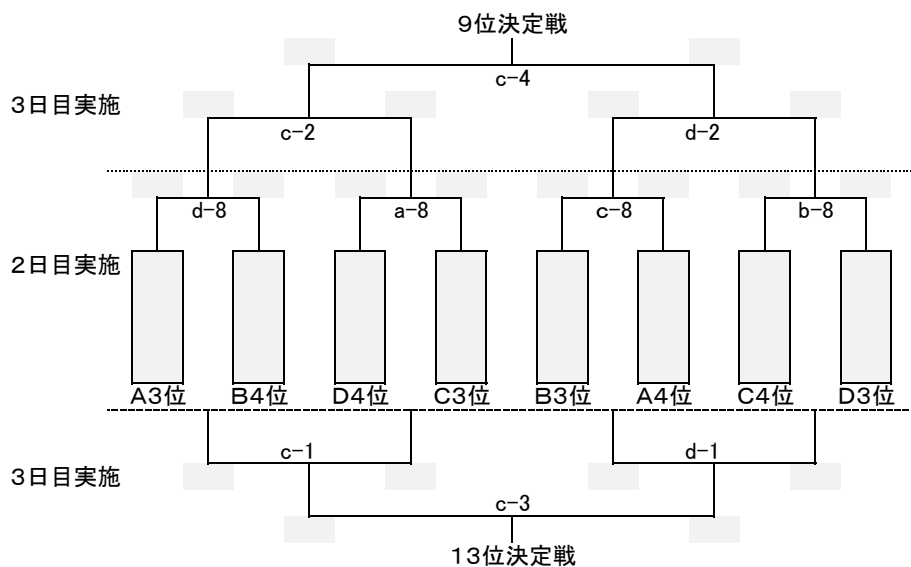 9位決定戦
c-4
3日目実施
c-2
d-2
d-8
a-8
c-8
b-8
2日目実施
A3位
B4位
D4位
C3位
B3位
A4位
C4位
D3位
c-1
d-1
3日目実施
c-3
13位決定戦